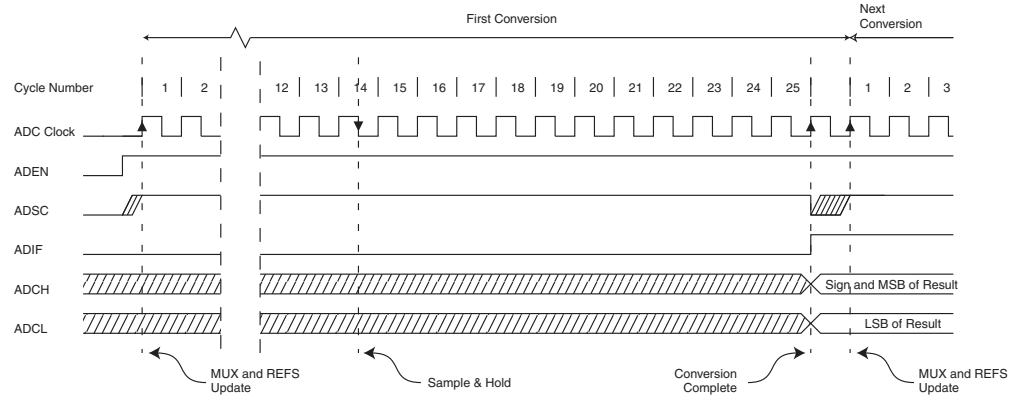 First Conversion
Next
Conversion
Cycle Number 1 2 12 13 14 15 16 17 18 19 20 21 22 23 24 25 1 2 3
ADC Clock
ADEN
ADSC
ADIF
ADCH Sign and MSB of Result
ADCL LSB of Result
MUX and REFS
Update
Sample & Hold
Conversion
Complete
MUX and REFS
Update